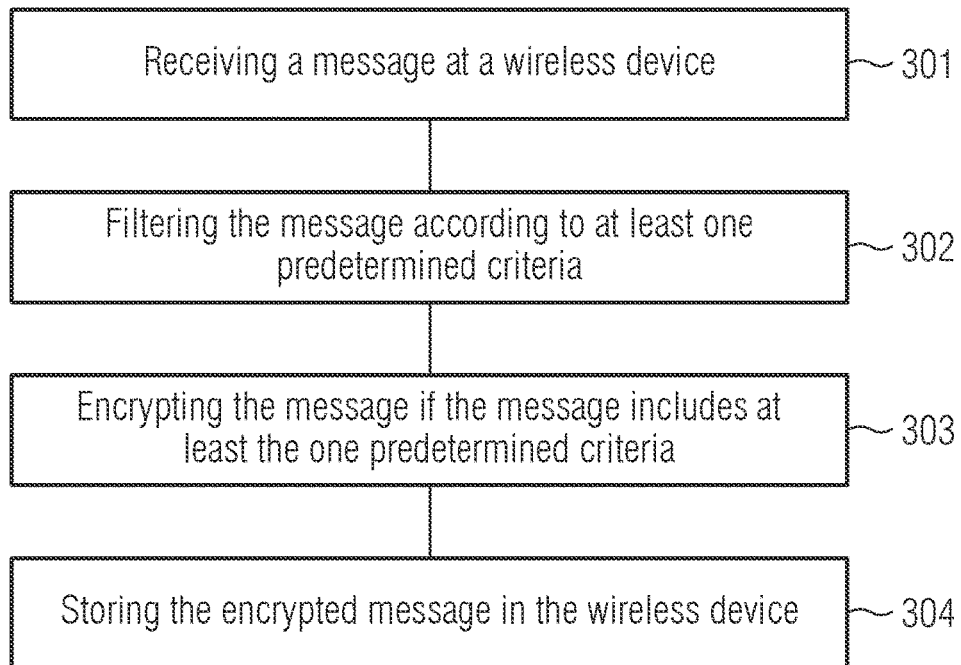 Receiving a message at a wireless device
301
Filtering the message according to at least one
predetermined criteria
302
Encrypting the message if the message includes at
least the one predetermined criteria
303
Storing the encrypted message in the wireless device
304